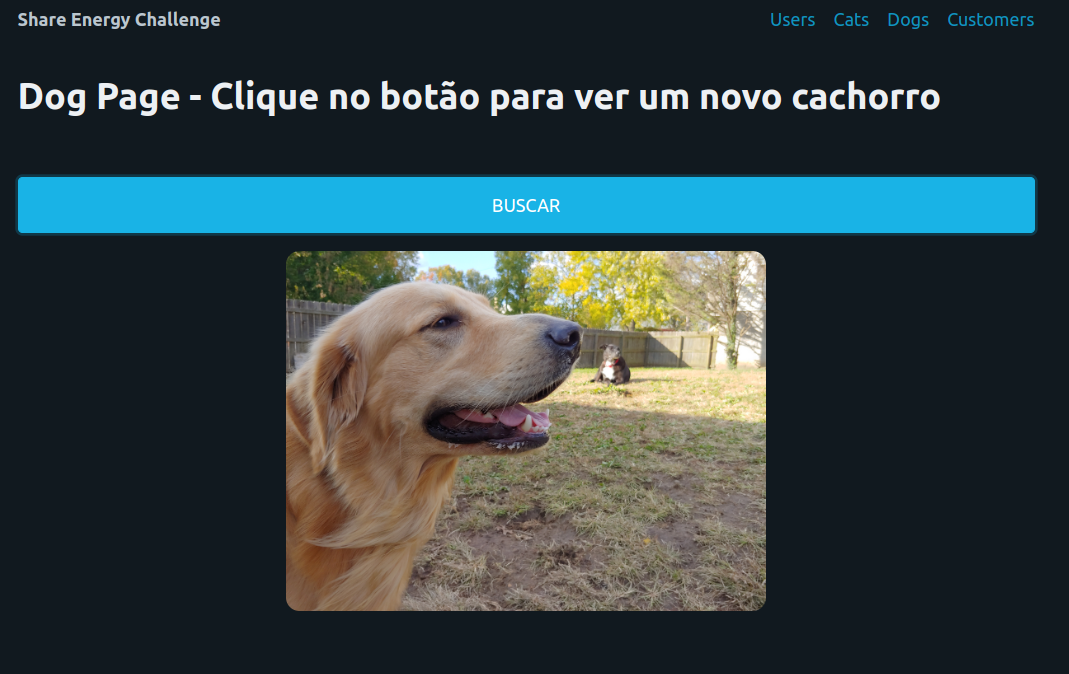 Share Energy Challenge
Users Cats Dogs Customers
Dog Page - Clique no botão para ver um novo cachorro
BUSCAR